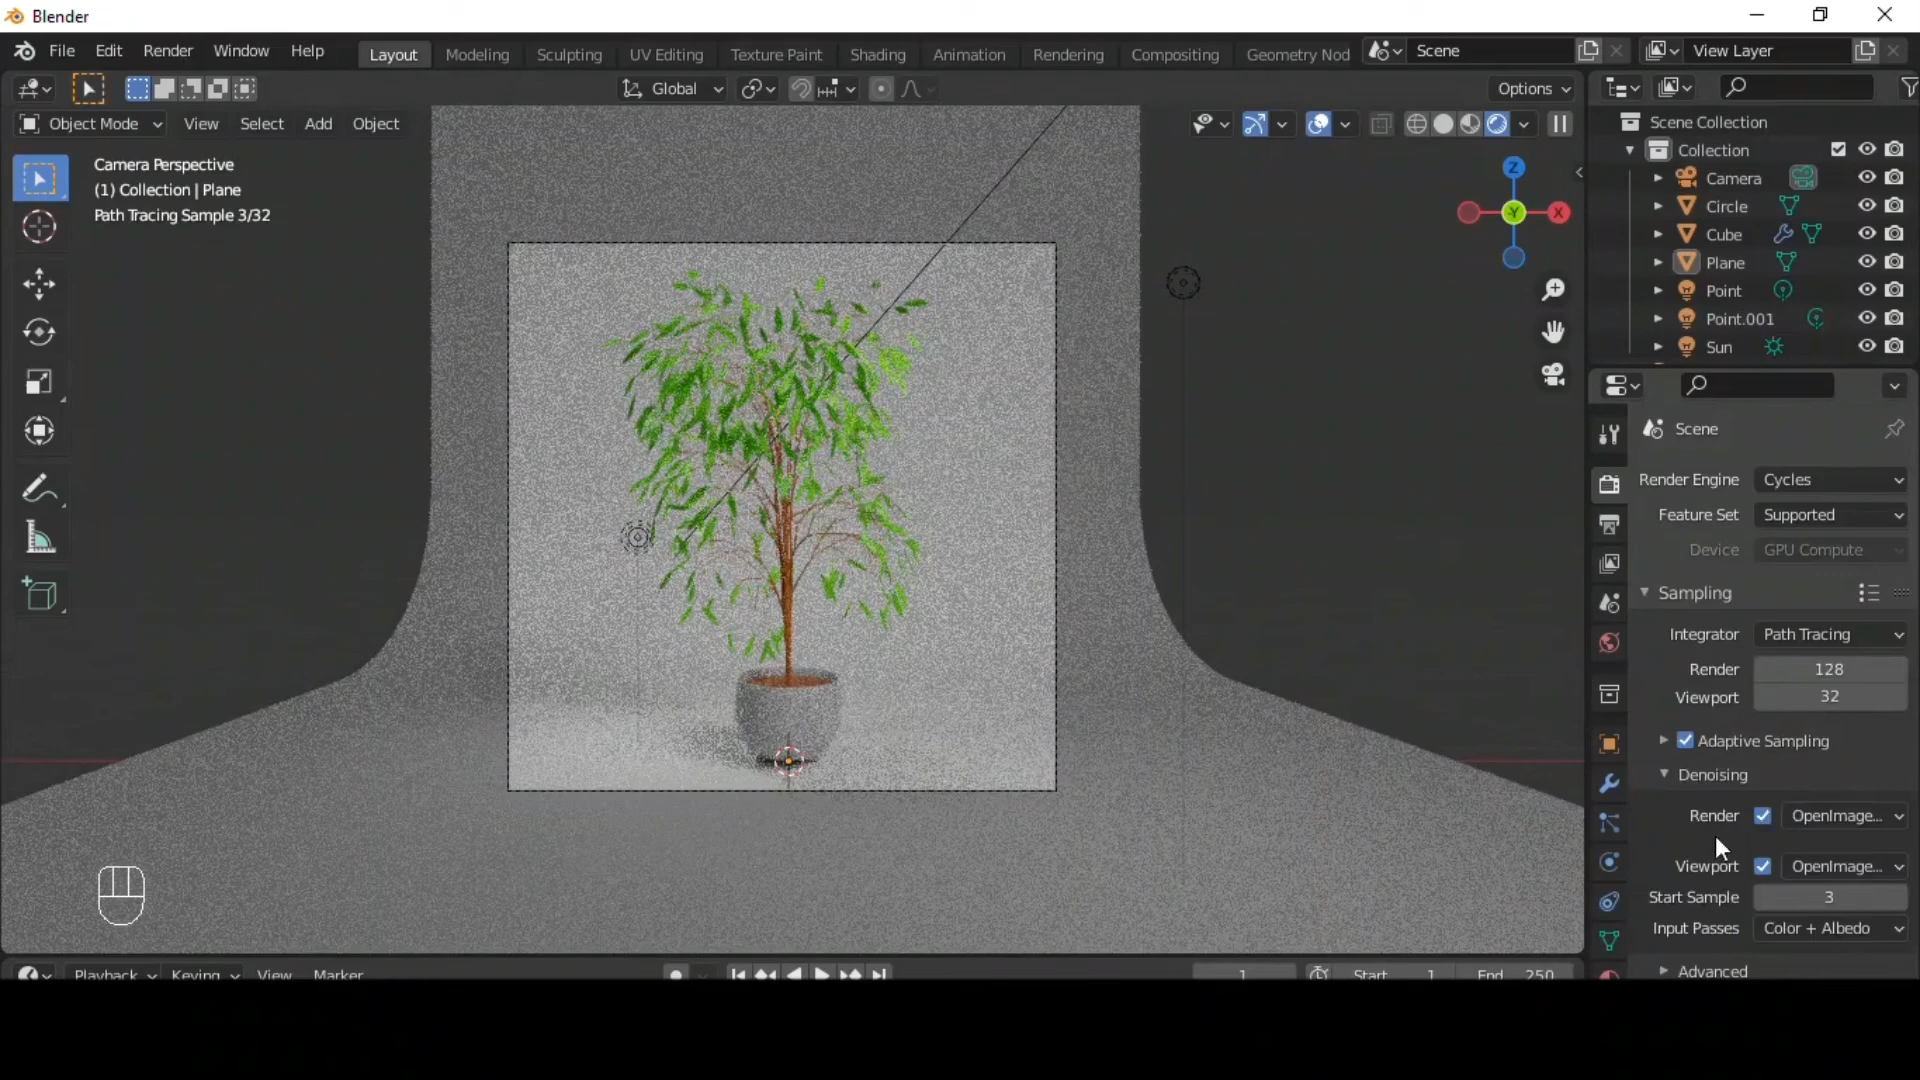 Blender
File Edit Render Window Help Layout Modeling Sculpting UV Editing Texture Paint Shading Animation Rendering Compositing Geometry Nod Scene View Layer
Global Options
Object Mode View Select Add Object
Camera Perspective
(1) Collection | Plane
Path Tracing Sample 3/32
Z
-Y
X
Scene Collection
Collection
Camera
Circle
Cube
Plane
Point
Point.001
Sun
Scene
Render Engine Cycles
Feature Set Supported
Device GPU Compute
Sampling
Integrator Path Tracing
Render 128
Viewport 32
Adaptive Sampling
Denoising
Render OpenImage...
Viewport OpenImage...
Start Sample 3
Input Passes Color + Albedo
Advanced
Playback Keying View Marker 1 Start 1 End 250